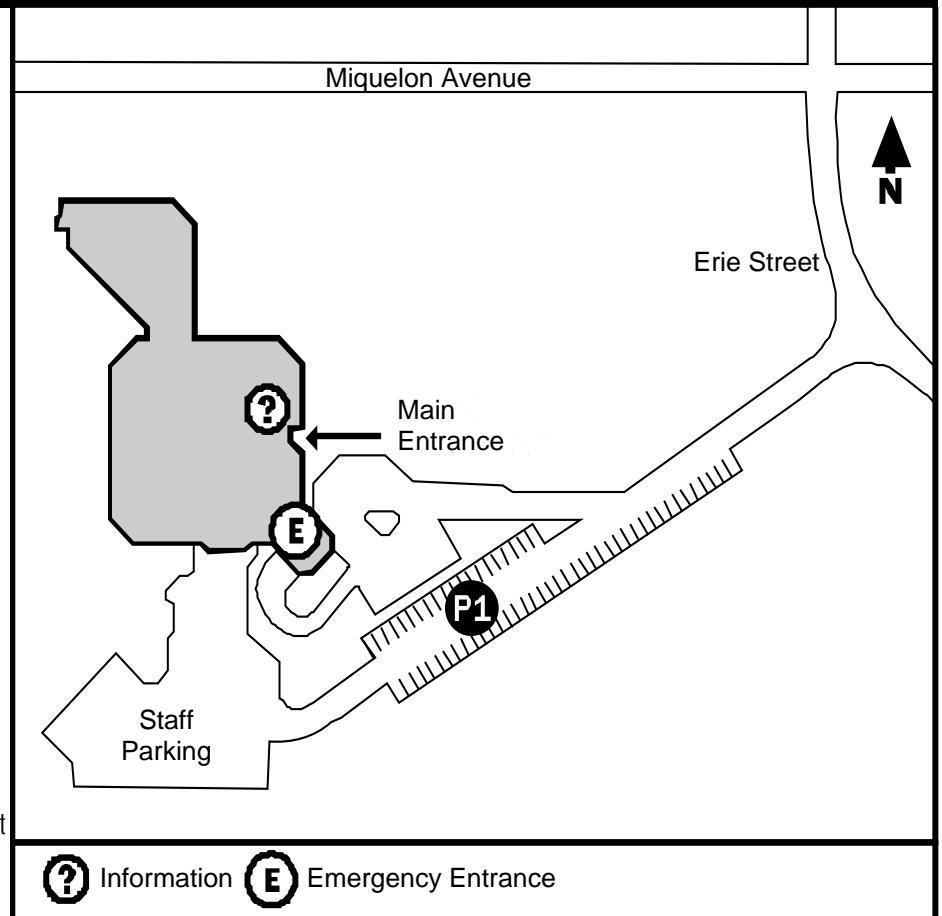 Miquelon Avenue
N
Erie Street
?
Main
Entrance
E
P1
Staff
Parking
t
? Information E Emergency Entrance